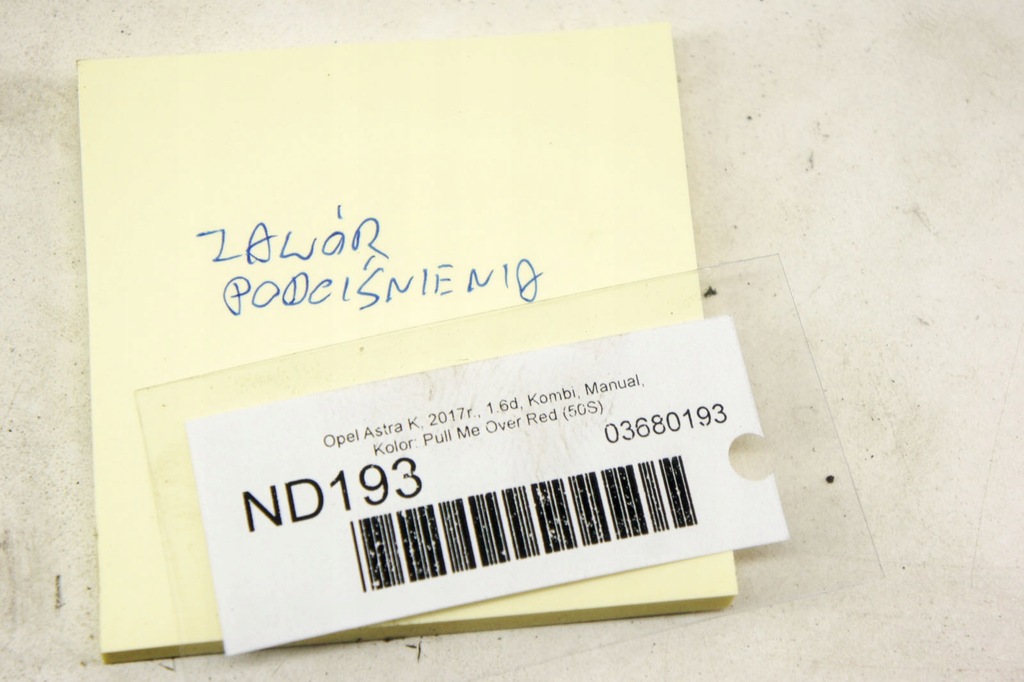 ZAWÓR
PODCIŚNIENIA
Opel Astra K, 2017r., 1.6d, Kombi, Manual,
Kolor: Pull Me Over Red (50S)
03680193
ND193